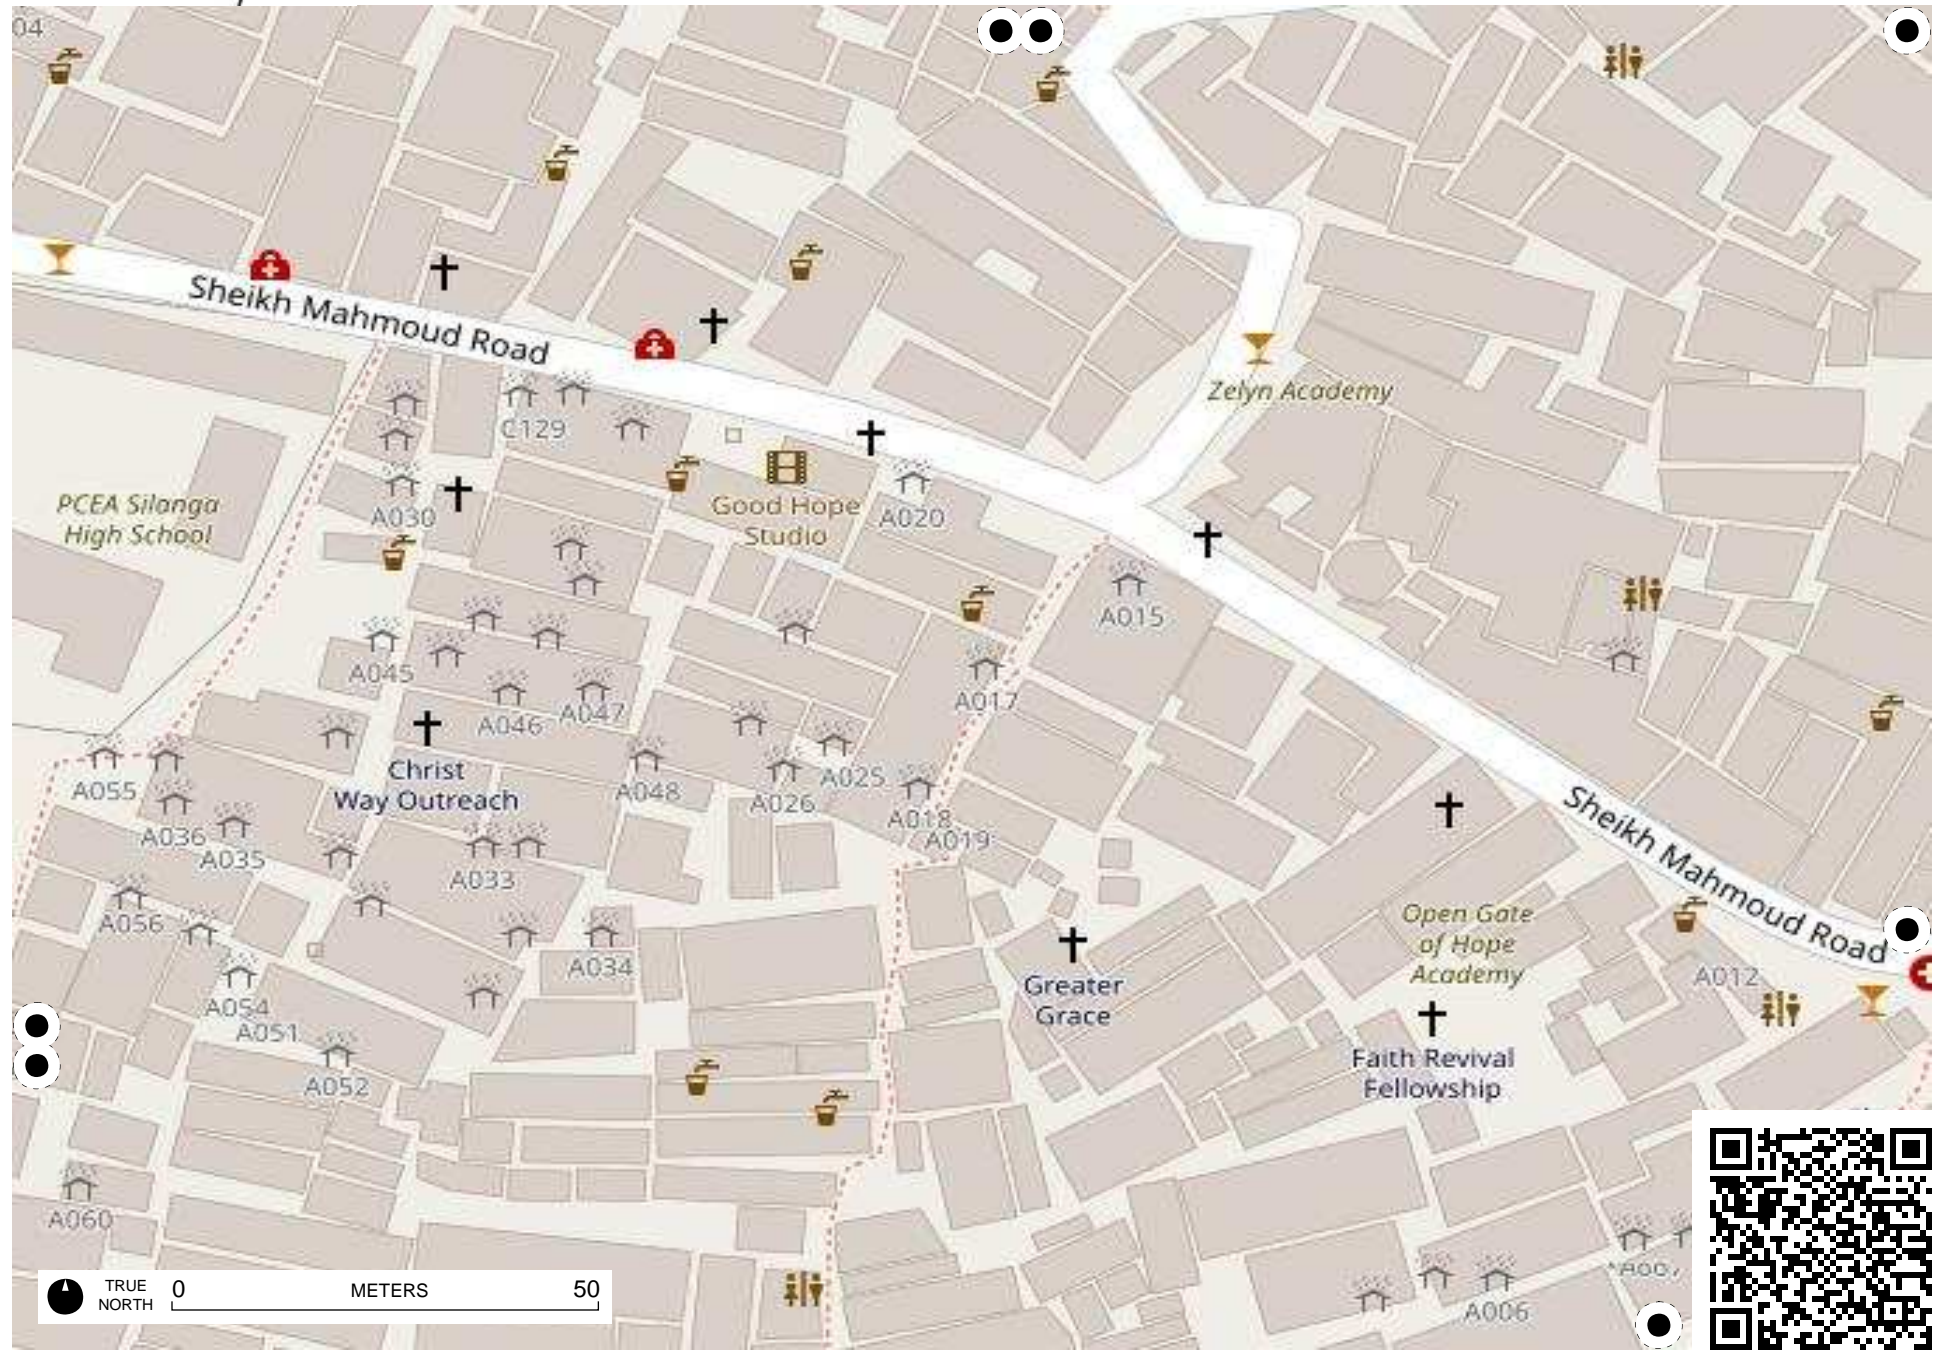 04
Sheikh Mahmoud Road
Zelyn Academy
C129
PCEA Silanga
High School
A030
Good Hope
Studio
A020
A015
A045
A017
A046
A047
Christ
Way Outreach
A055
A048
A025
A026
A018
A019
A036
A035
A033
Sheikh Mahmoud Road
A056
A034
Open Gate
of Hope
Academy
A012
A054
A051
Greater
Grace
A052
Faith Revival
Fellowship
A060
A006
TRUE
NORTH
0 METERS 50